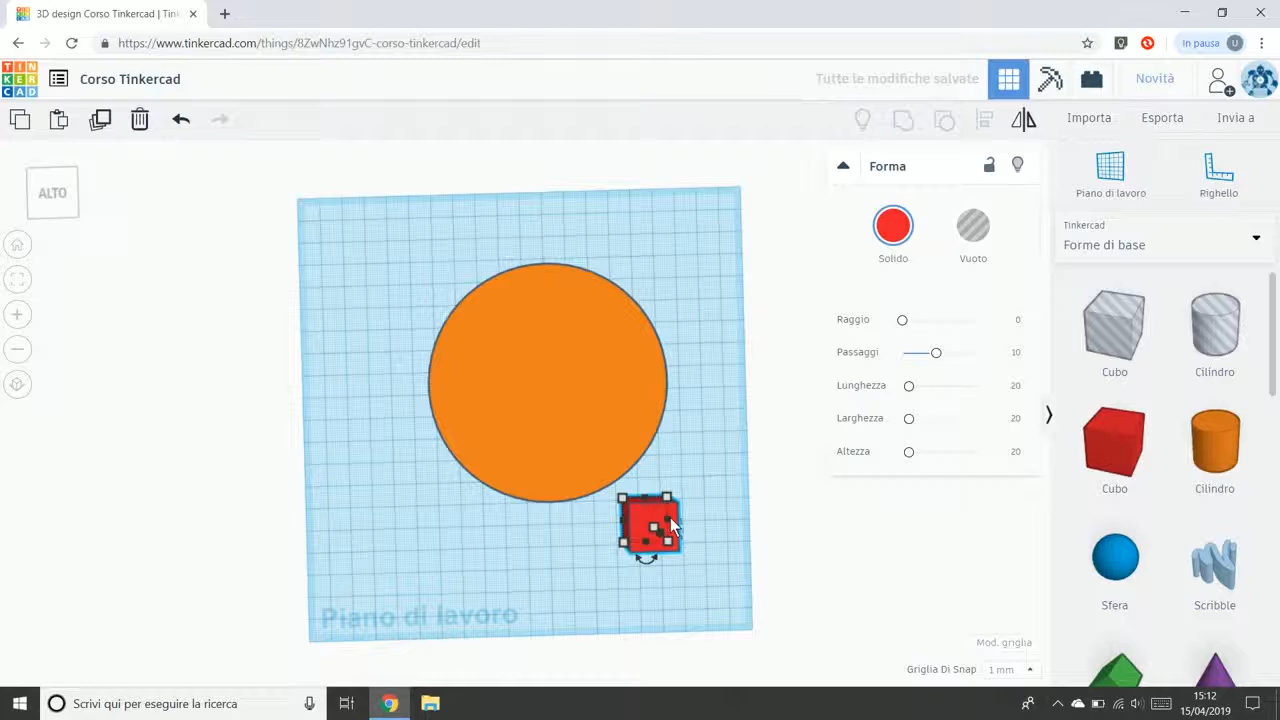 3D design Corso Tinkercad | Tink
https://www.tinkercad.com/things/8ZwNhz91gvC-corso-tinkercad/edit
In pausa
U
TIN
KER
CAD
Corso Tinkercad
Tutte le modifiche salvate
Novità
Importa
Esporta
Invia a
ALTO
Forma
Solido
Vuoto
Raggio
0
Passaggi
10
Lunghezza
20
Larghezza
20
Altezza
20
Piano di lavoro
Righello
Tinkercad
Forme di base
Cubo
Cilindro
Cubo
Cilindro
Sfera
Scribble
Piano di lavoro
Mod. griglia
Griglia Di Snap
1 mm
Scrivi qui per eseguire la ricerca
15:12
15/04/2019